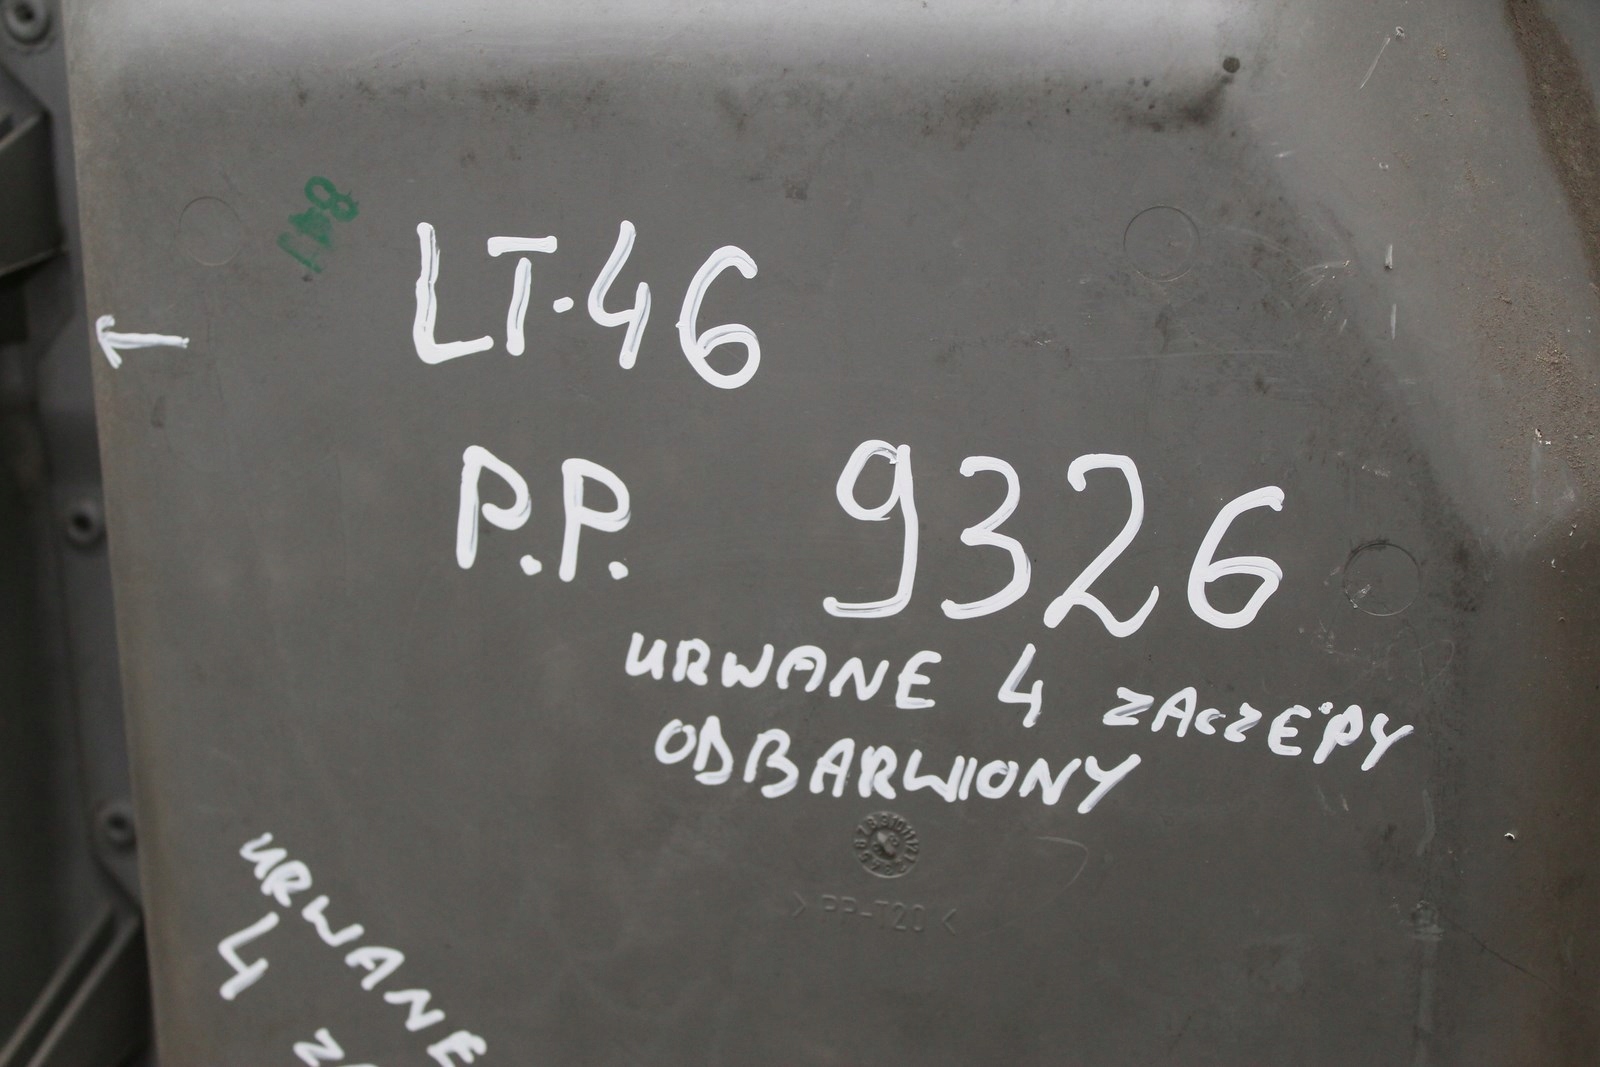 LT-46
P.P. 9326
URWANE 4 ZACZEPY
ODBARWIONY
> PP-T20 <
URWANE
4